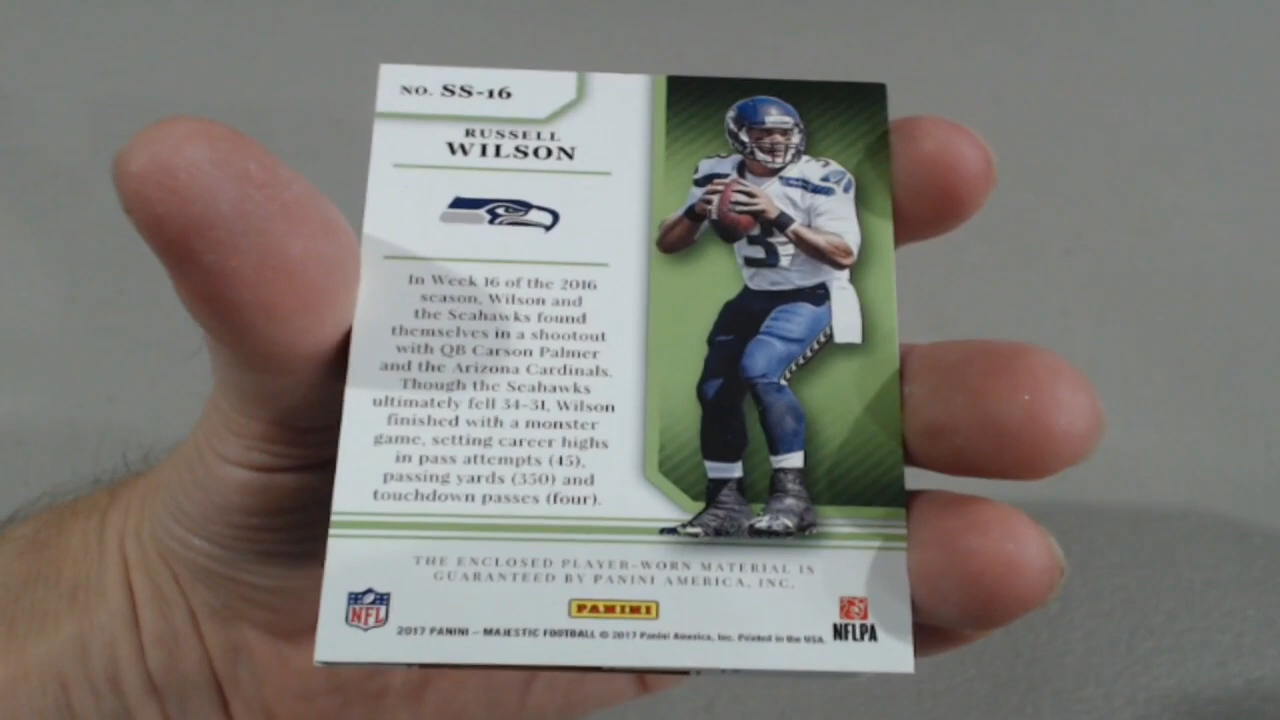 NO. SS-16
RUSSELL
WILSON
In Week 16 of the 2016
season, Wilson and
the Seahawks found
themselves in a shootout
with QB Carson Palmer
and the Arizona Cardinals.
Though the Seahawks
ultimately fell 34-31, Wilson
finished with a monster
game, setting career highs
in pass attempts (45),
passing yards (350) and
touchdown passes (four).
3
3
THE ENCLOSED PLAYER-WORN MATERIAL IS
GUARANTEED BY PANINI AMERICA, INC.
NFL
PANINI
NFLPA
2017 PANINI – MAJESTIC FOOTBALL © 2017 Panini America, Inc. Printed in the USA.